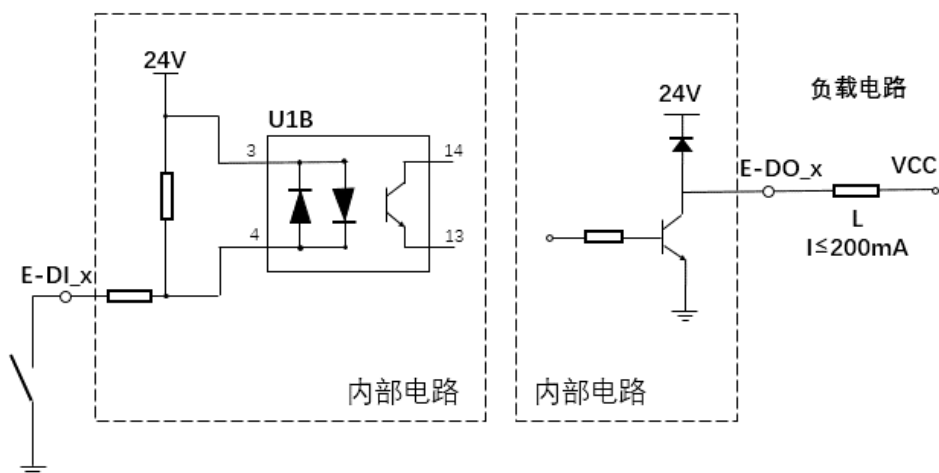 24V
U1B
3
14
4
13
E-DI_x
内部电路
24V
负载电路
E-DO_x
VCC
L
I≤200mA
内部电路